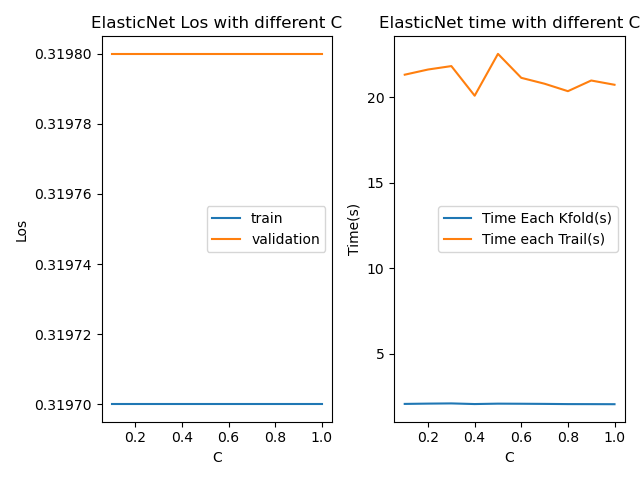 ElasticNet Los with different C
0.31980
0.31978
0.31976
0.31974
0.31972
0.31970
Los
train
validation
0.2 0.4 0.6 0.8 1.0
C
ElasticNet time with different C
20
15
10
5
Time(s)
Time Each Kfold(s)
Time each Trail(s)
0.2 0.4 0.6 0.8 1.0
C